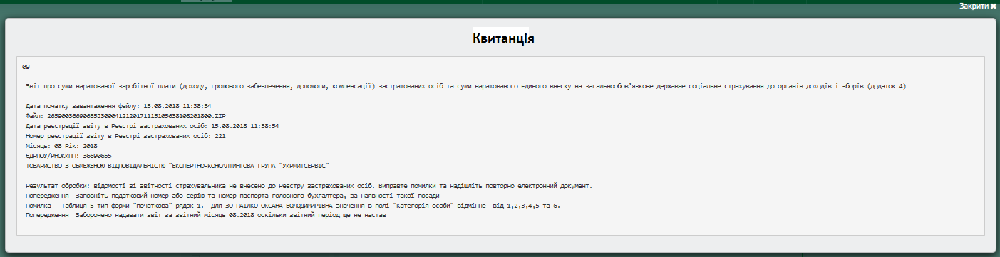 Закрити ✖
Квитанція
09
Звіт про суми нарахованої заробітної плати (доходу, грошового забезпечення, допомоги, компенсації) застрахованих осіб та суми нарахованого єдиного внеску на загальнообов'язкове державне соціальне страхування до органів доходів і зборів (додаток 4)
Дата початку завантаження файлу: 15.08.2018 11:38:54
Файл: 26590036690655J3000412120171115105638108201800.ZIP
Дата реєстрації звіту в Реєстрі застрахованих осіб: 15.08.2018 11:38:54
Номер реєстрації звіту в Реєстрі застрахованих осіб: 221
Місяць: 08 Рік: 2018
ЄДРПОУ/РНОККПП: 36690655
ТОВАРИСТВО З ОБМЕЖЕНОЮ ВІДПОВІДАЛЬНІСТЮ "ЕКСПЕРТНО-КОНСАЛТИНГОВА ГРУПА "УКРМИТСЕРВІС"
Результат обробки: відомості зі звітності страхувальника не внесено до Реєстру застрахованих осіб. Виправте помилки та надішліть повторно електронний документ.
Попередження Заповніть податковий номер або серію та номер паспорта головного бухгалтера, за наявності такої посади
Помилка Таблиця 5 тип форми "початкова" рядок 1. Для ЗО РАІЛКО ОКСАНА ВОЛОДИМИРІВНА значення в полі "Категорія особи" відмінне від 1,2,3,4,5 та 6.
Попередження Заборонено надавати звіт за звітний місяць 08.2018 оскільки звітний період ще не настав